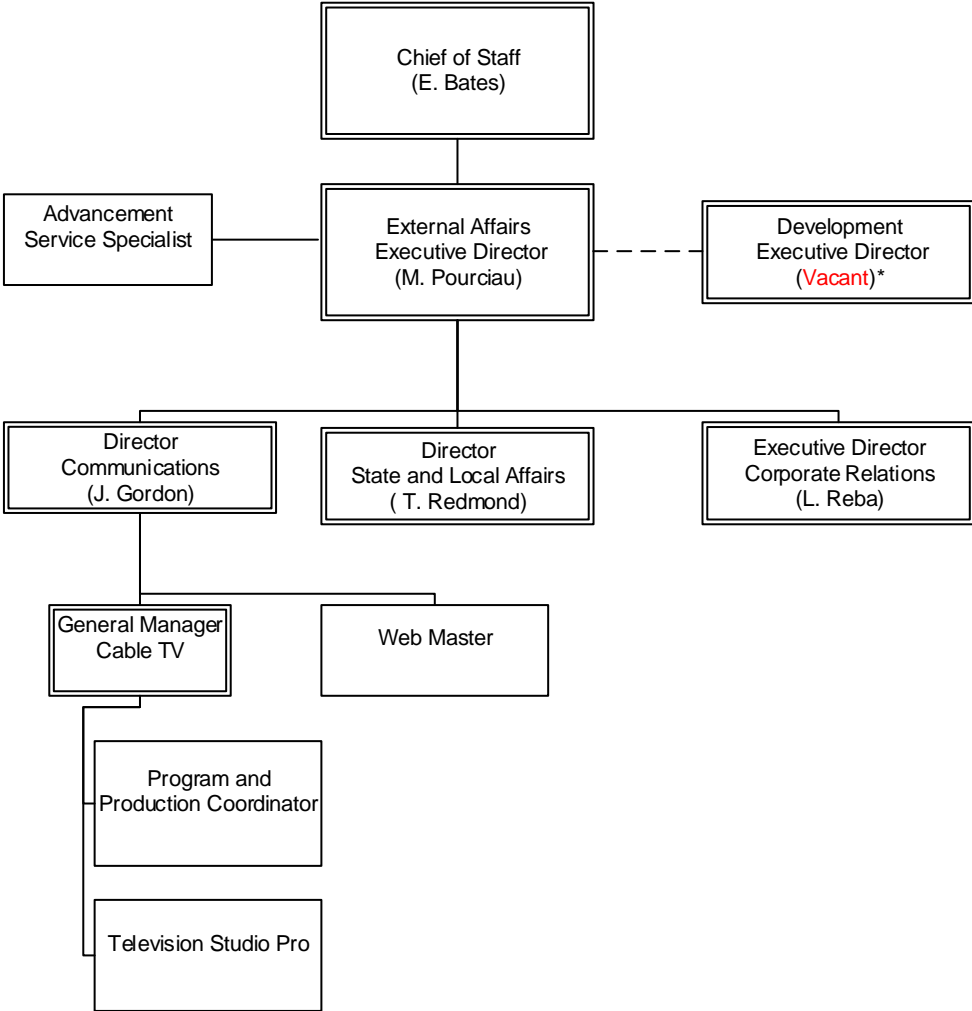 Chief of Staff
(E. Bates)
Advancement
Service Specialist
External Affairs
Executive Director
(M. Pourciau)
Development
Executive Director
(Vacant)*
Director
Communications
(J. Gordon)
Director
State and Local Affairs
( T. Redmond)
Executive Director
Corporate Relations
(L. Reba)
General Manager
Cable TV
Web Master
Program and
Production Coordinator
Television Studio Pro